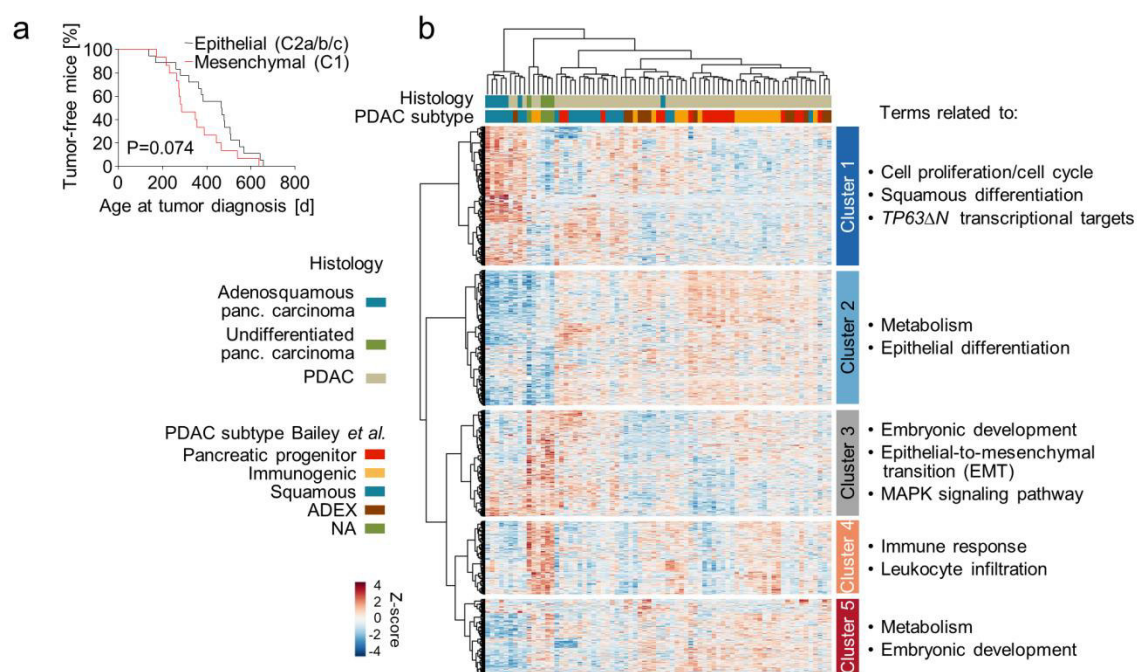 a
Tumor-free mice [%]
100
80
60
40
20
0
Epithelial (C2a/b/c)
Mesenchymal (C1)
P=0.074
0 200 400 600 800
Age at tumor diagnosis [d]
Histology
Adenosquamous
panc. carcinoma
Undifferentiated
panc. carcinoma
PDAC
PDAC subtype Bailey et al.
Pancreatic progenitor
Immunogenic
Squamous
ADEX
NA
4
2
0
-2
-4
Z-score
b
Histology
PDAC subtype
Terms related to:
Cluster 1
• Cell proliferation/cell cycle
• Squamous differentiation
• TP63ΔN transcriptional targets
Cluster 2
• Metabolism
• Epithelial differentiation
Cluster 3
• Embryonic development
• Epithelial-to-mesenchymal
transition (EMT)
• MAPK signaling pathway
Cluster 4
• Immune response
• Leukocyte infiltration
Cluster 5
• Metabolism
• Embryonic development